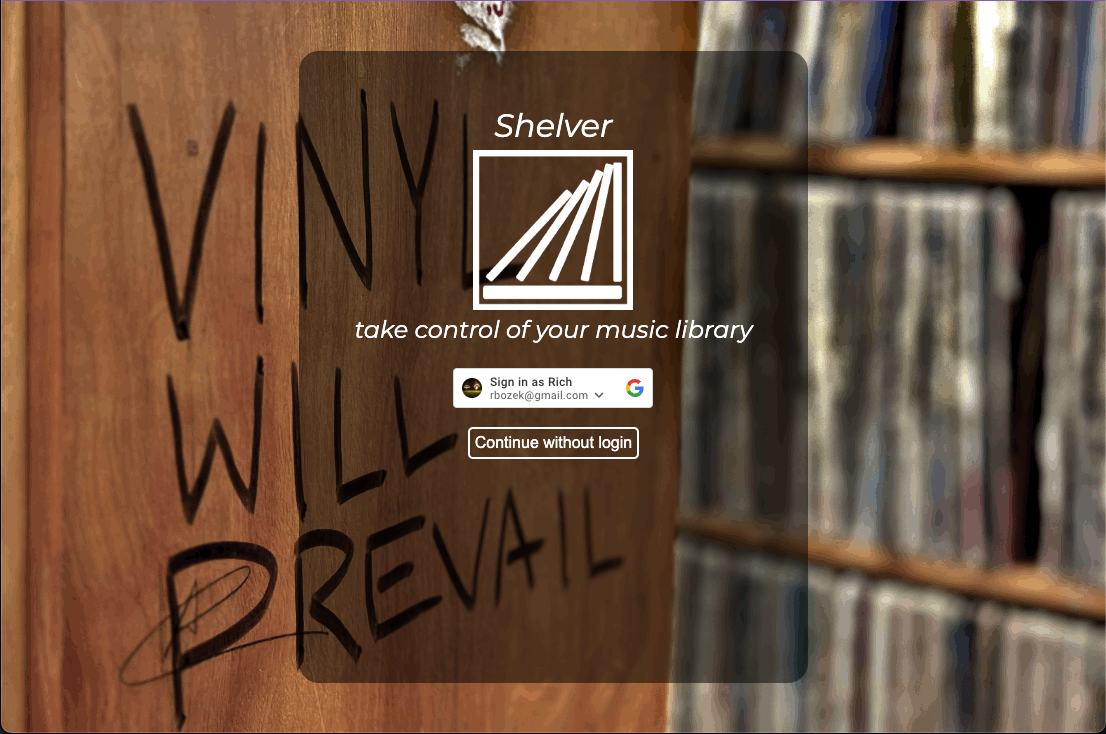 Shelver
take control of your music library
Sign in as Rich
rbozek@gmail.com
Continue without login
VINYL
WILL
PREVAIL